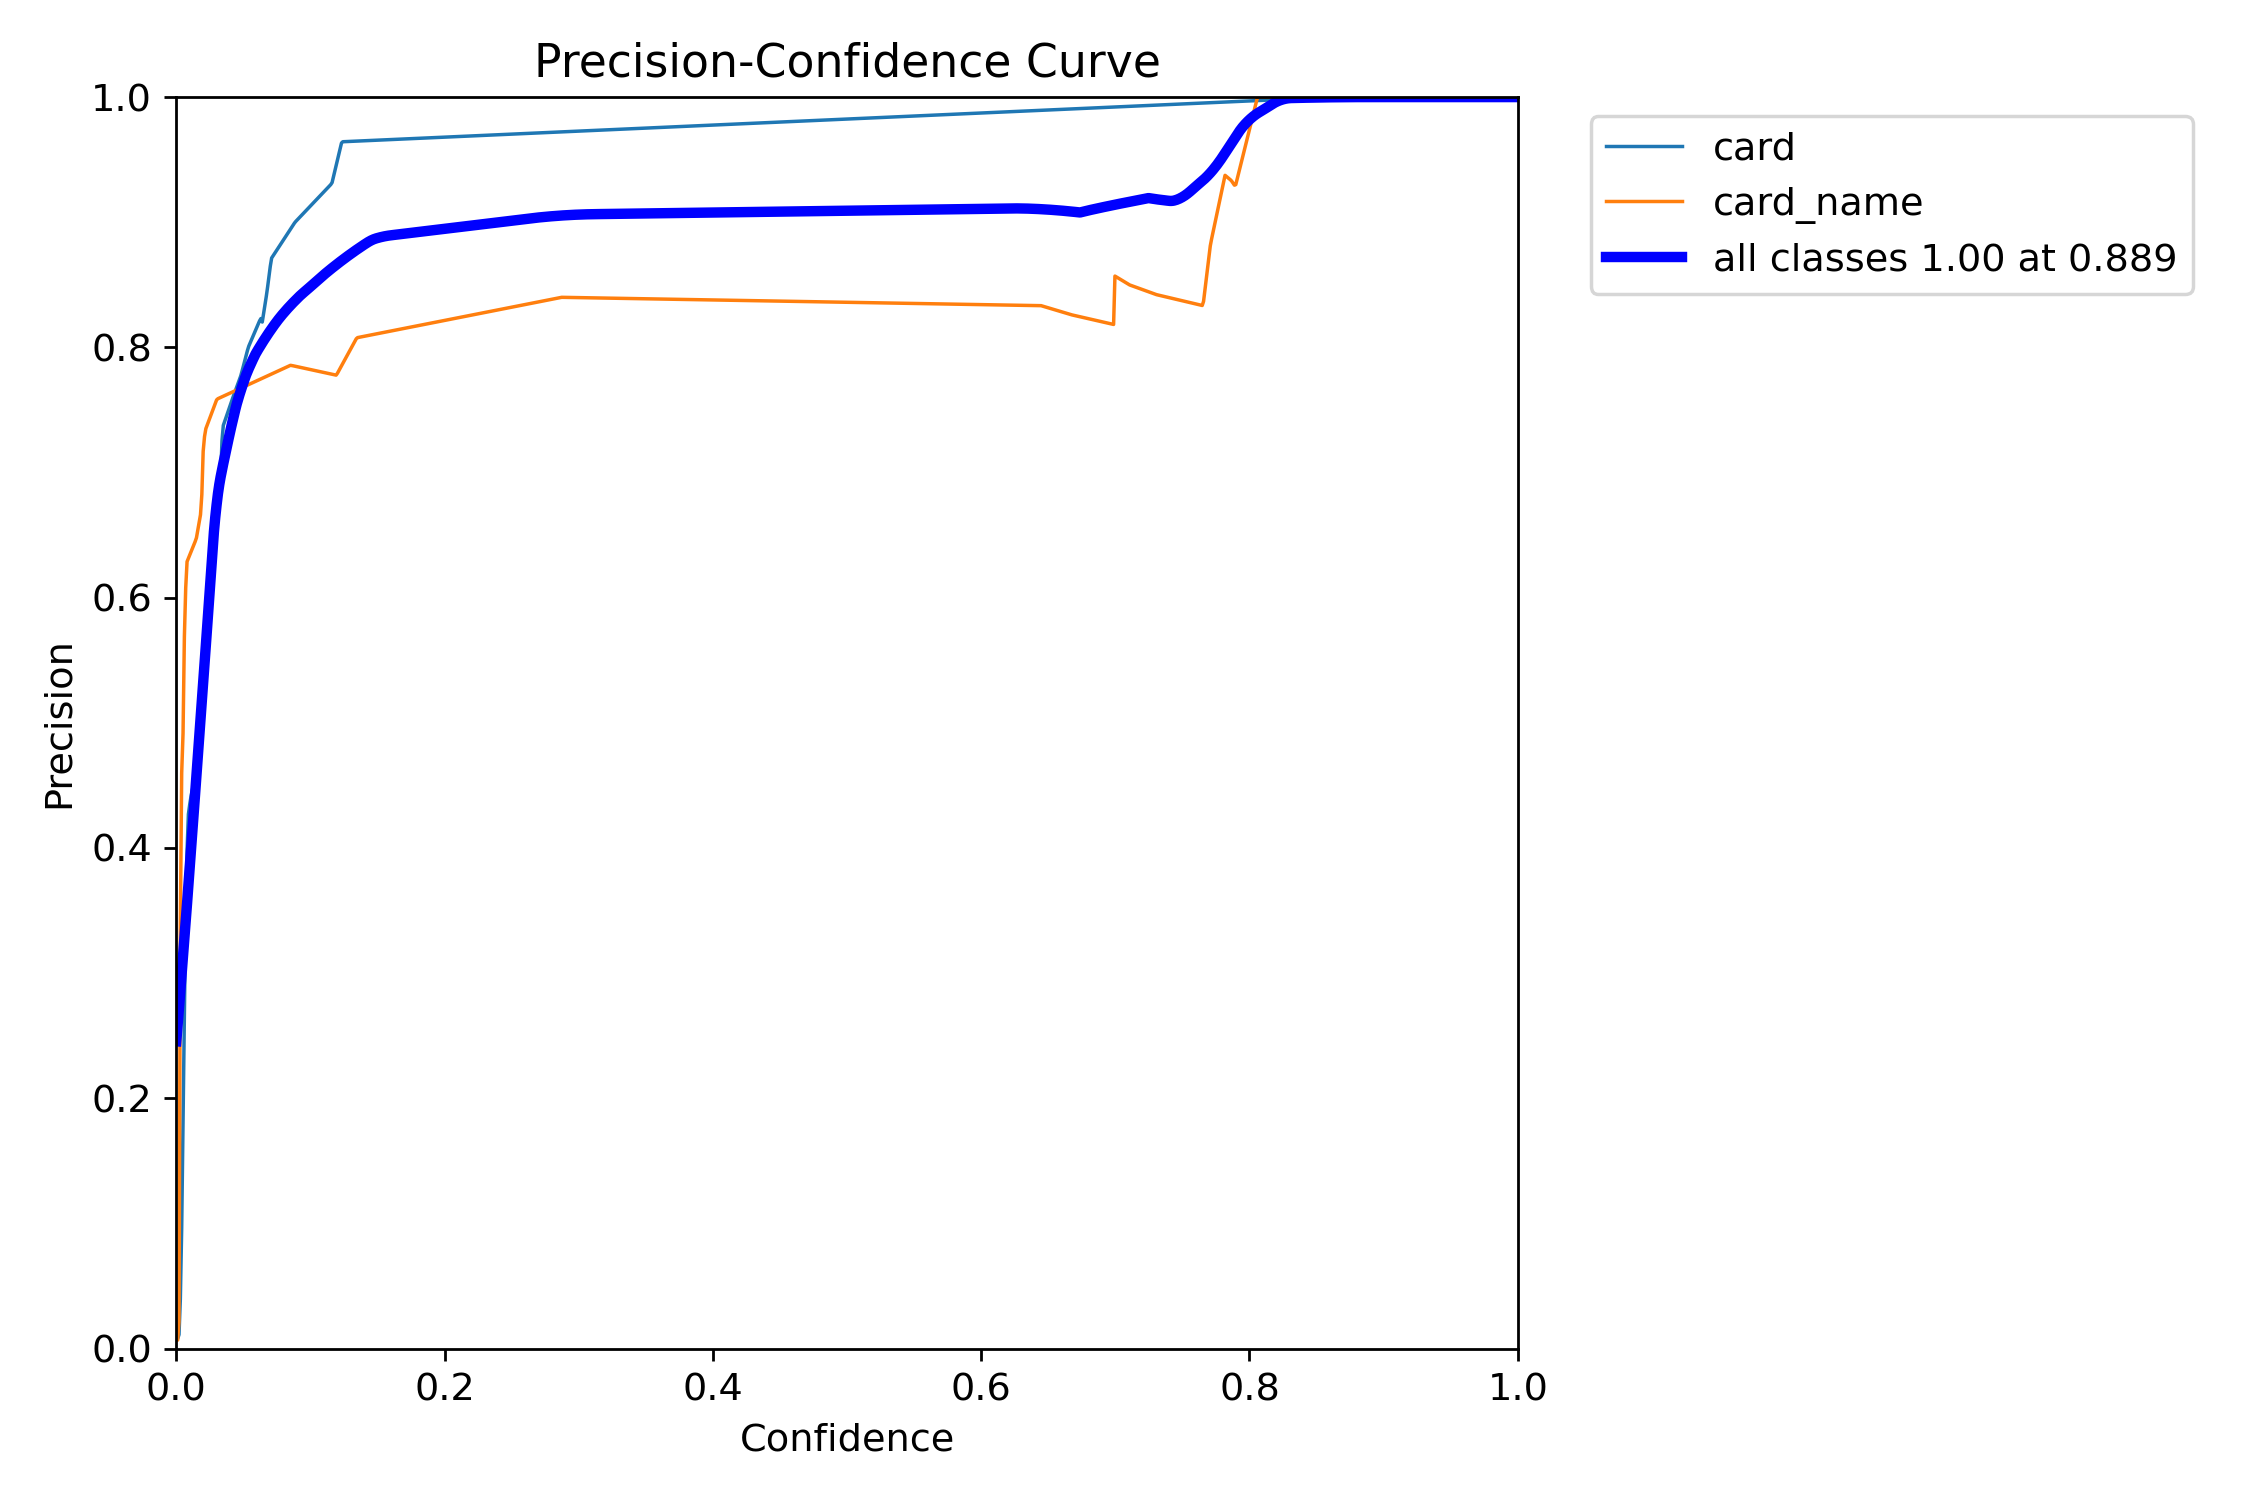 Precision-Confidence Curve
1.0
0.8
0.6
0.4
0.2
0.0
Precision
0.0 0.2 0.4 0.6 0.8 1.0
Confidence
card
card_name
all classes 1.00 at 0.889